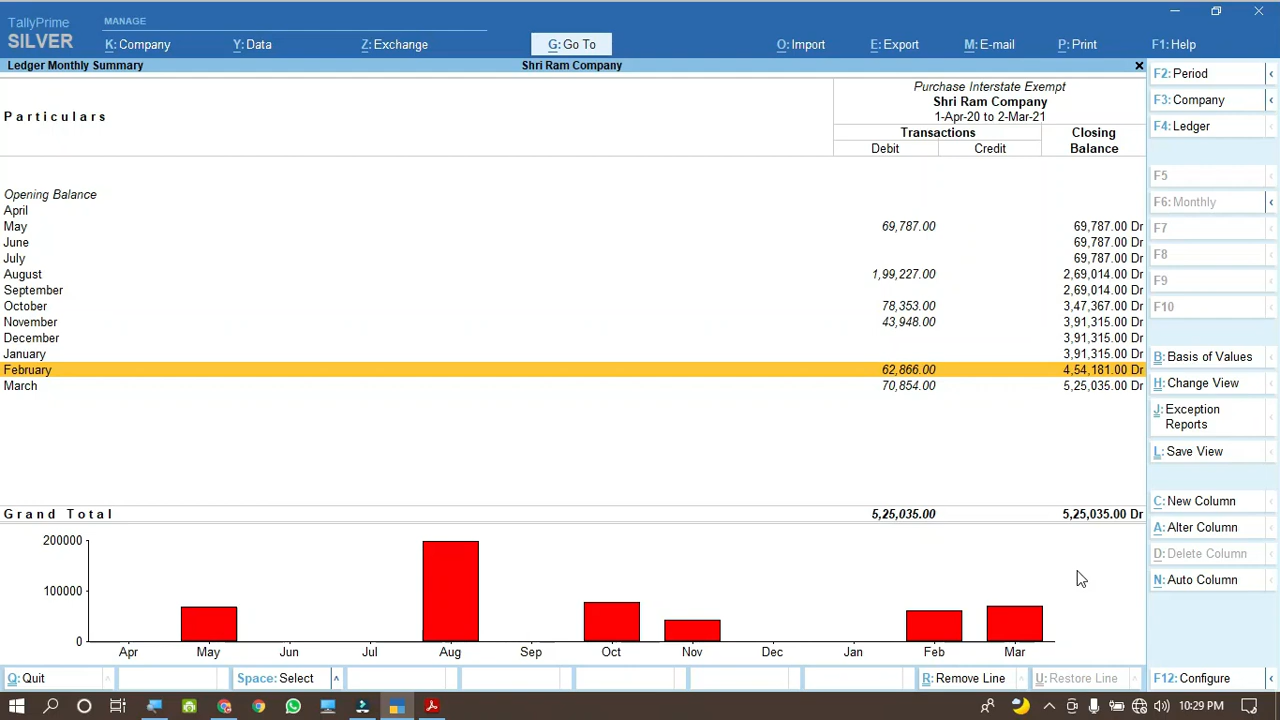 TallyPrime
MANAGE
SILVER
K: Company
Y: Data
Z: Exchange
G: Go To
O: Import
E: Export
M: E-mail
P: Print
F1: Help
Ledger Monthly Summary
Shri Ram Company
F2: Period
F3: Company
F4: Ledger
F5
F6: Monthly
F7
F8
F9
F10
B: Basis of Values
H: Change View
J: Exception
Reports
L: Save View
C: New Column
A: Alter Column
D: Delete Column
N: Auto Column
F12: Configure
Particulars
Purchase Interstate Exempt
Shri Ram Company
1-Apr-20 to 2-Mar-21
Transactions
Closing
Debit
Credit
Balance
Opening Balance
April
May 69,787.00 69,787.00 Dr
June 69,787.00 Dr
July 69,787.00 Dr
August 1,99,227.00 2,69,014.00 Dr
September 2,69,014.00 Dr
October 78,353.00 3,47,367.00 Dr
November 43,948.00 3,91,315.00 Dr
December 3,91,315.00 Dr
January 3,91,315.00 Dr
February 62,866.00 4,54,181.00 Dr
March 70,854.00 5,25,035.00 Dr
Grand Total 5,25,035.00 5,25,035.00 Dr
200000
100000
0
Apr May Jun Jul Aug Sep Oct Nov Dec Jan Feb Mar
Q: Quit
Space: Select
R: Remove Line
U: Restore Line
10:29 PM